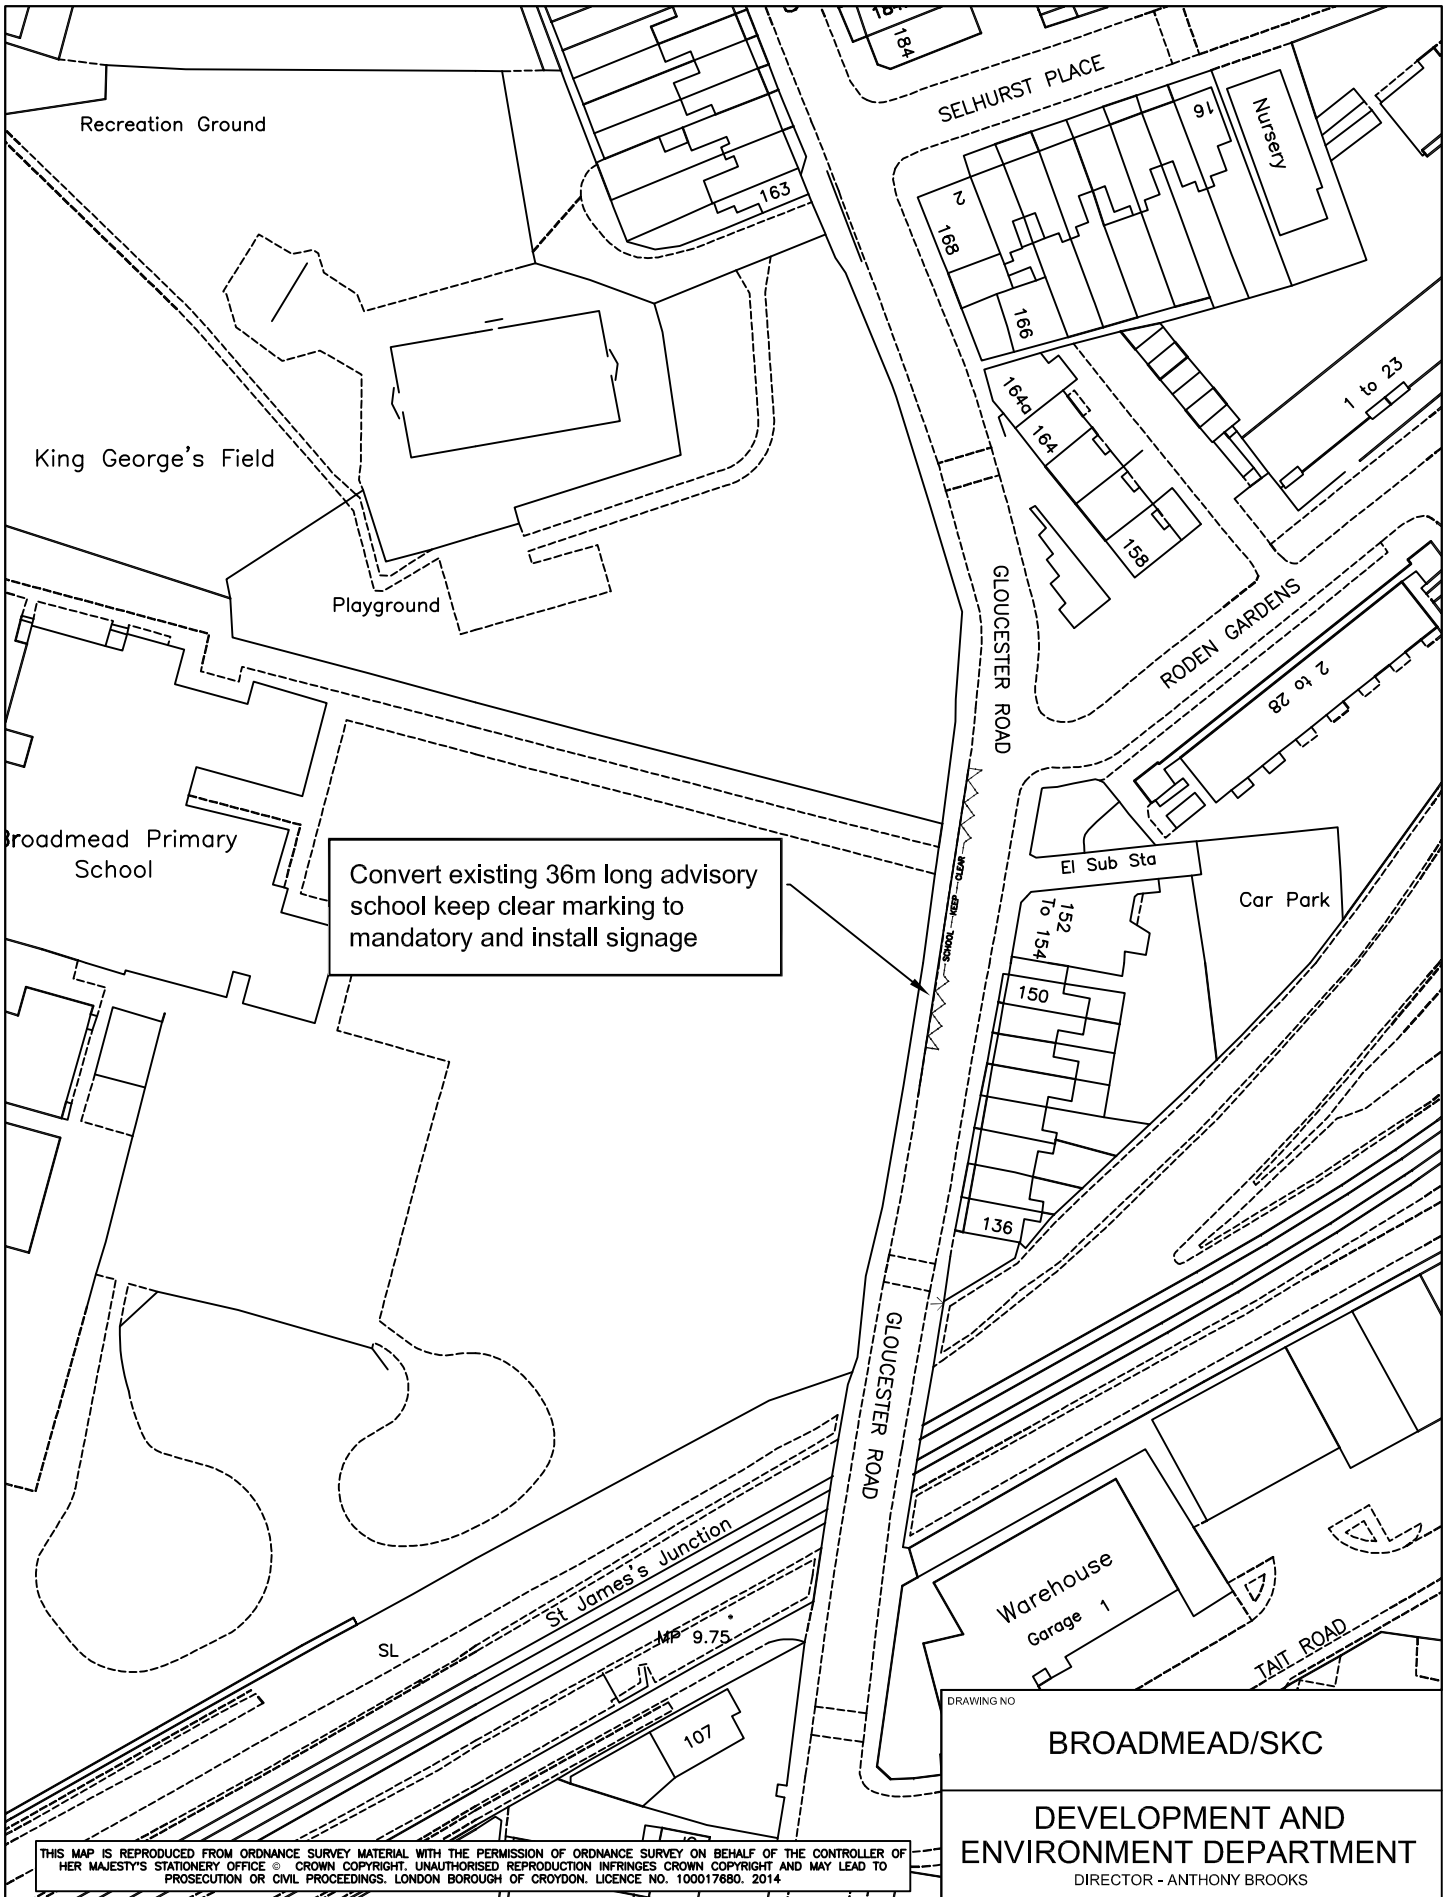 184
SELHURST PLACE
Recreation Ground
16
Nursery
163
2
168
166
164a
164
158
1 to 23
King George's Field
Playground
GLOUCESTER ROAD
RODEN GARDENS
2 to 28
Broadmead Primary
School
Convert existing 36m long advisory
school keep clear marking to
mandatory and install signage
SCHOOL KEEP CLEAR
El Sub Sta
Car Park
152
To 154
150
136
GLOUCESTER ROAD
St James's Junction
SL
MP 9.75
Warehouse
Garage 1
TAIT ROAD
107
DRAWING NO
BROADMEAD/SKC
DEVELOPMENT AND
ENVIRONMENT DEPARTMENT
DIRECTOR - ANTHONY BROOKS
THIS MAP IS REPRODUCED FROM ORDNANCE SURVEY MATERIAL WITH THE PERMISSION OF ORDNANCE SURVEY ON BEHALF OF THE CONTROLLER OF
HER MAJESTY'S STATIONERY OFFICE © CROWN COPYRIGHT. UNAUTHORISED REPRODUCTION INFRINGES CROWN COPYRIGHT AND MAY LEAD TO
PROSECUTION OR CIVIL PROCEEDINGS. LONDON BOROUGH OF CROYDON. LICENCE NO. 100017680. 2014